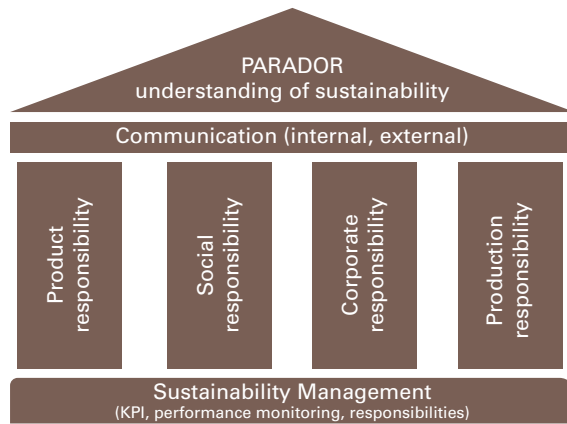 PARADOR
understanding of sustainability
Communication (internal, external)
Product
responsibility
Social
responsibility
Corporate
responsibility
Production
responsibility
Sustainability Management
(KPI, performance monitoring, responsibilities)